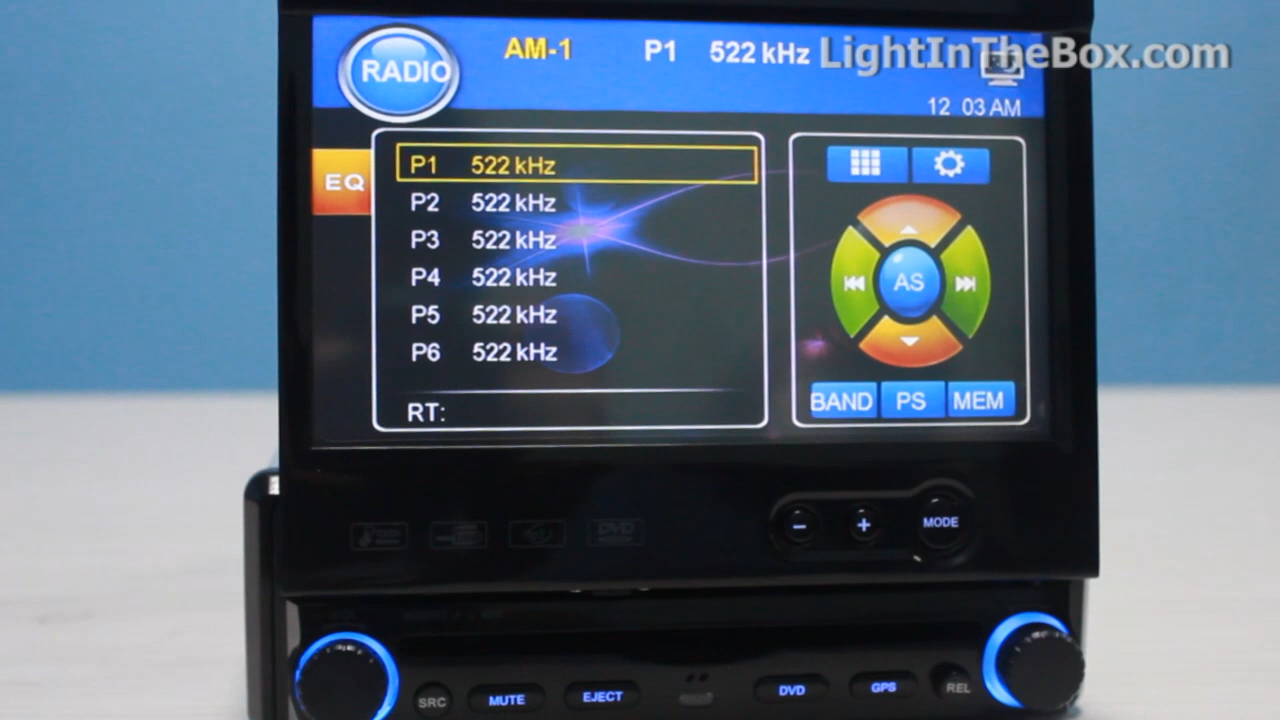 RADIO
AM-1 P1 522 kHz
LightInTheBox.com
12 03 AM
EQ
P1 522 kHz
P2 522 kHz
P3 522 kHz
P4 522 kHz
P5 522 kHz
P6 522 kHz
RT:
AS
BAND PS MEM
DVD
- + MODE
SRC MUTE EJECT DVD GPS REL